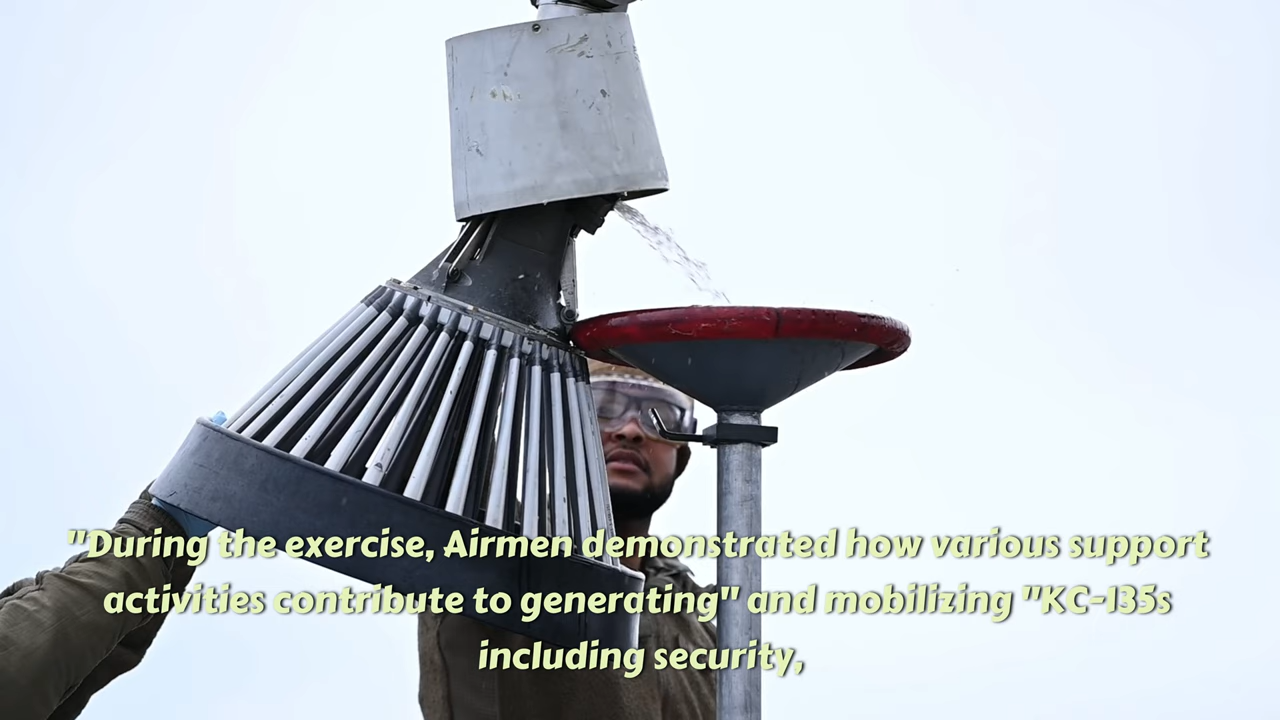 "During the exercise, Airmen demonstrated how various support
activities contribute to generating" and mobilizing "KC-135s
including security,